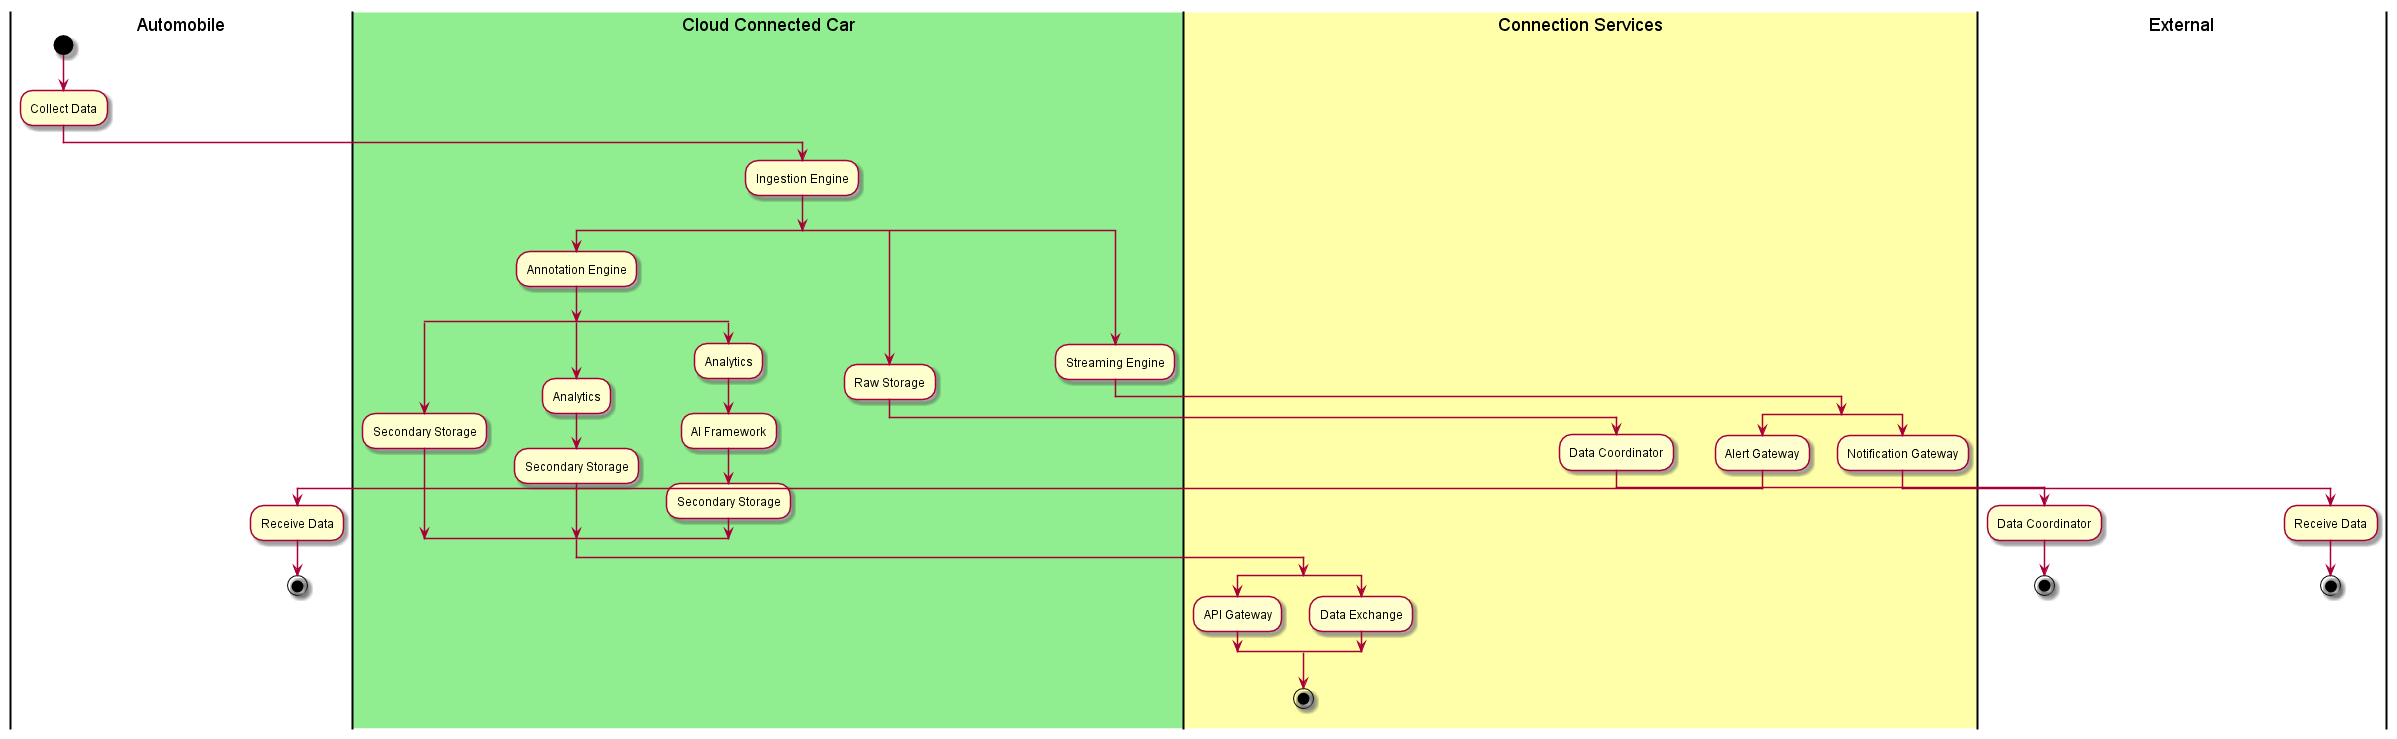 Automobile
Cloud Connected Car
Connection Services
External
Collect Data
Ingestion Engine
Annotation Engine
Analytics
Streaming Engine
Raw Storage
Analytics
Secondary Storage
AI Framework
Data Coordinator
Alert Gateway
Notification Gateway
Secondary Storage
Secondary Storage
Receive Data
Data Coordinator
Receive Data
API Gateway
Data Exchange